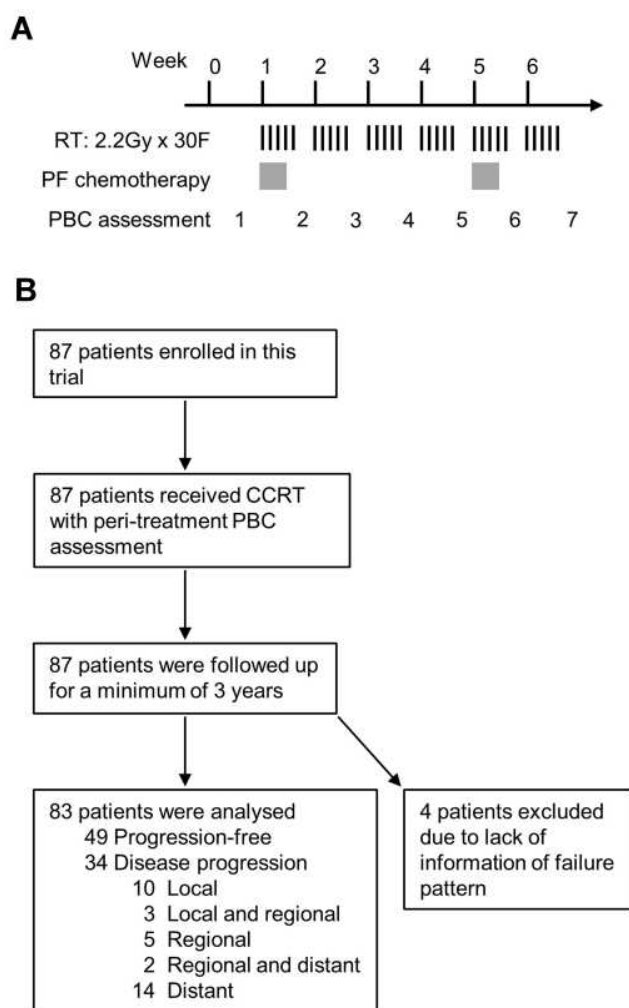 A
Week 0 1 2 3 4 5 6
RT: 2.2Gy x 30F
PF chemotherapy
PBC assessment 1 2 3 4 5 6 7
B
87 patients enrolled in this
trial
87 patients received CCRT
with peri-treatment PBC
assessment
87 patients were followed up
for a minimum of 3 years
83 patients were analysed
49 Progression-free
34 Disease progression
10 Local
3 Local and regional
5 Regional
2 Regional and distant
14 Distant
4 patients excluded
due to lack of
information of failure
pattern